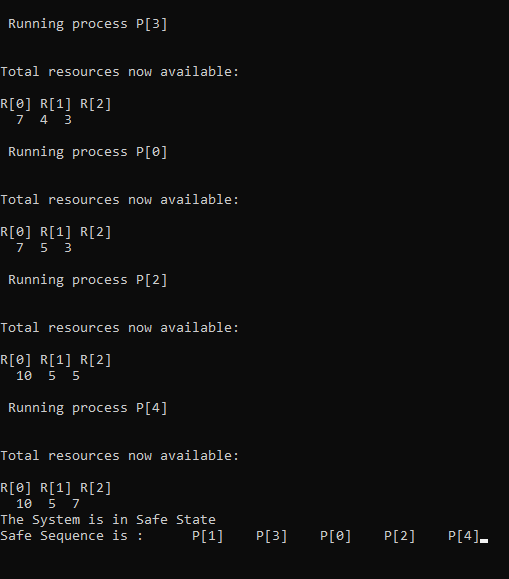 Running process P[3]
Total resources now available:
R[0] R[1] R[2]
7 4 3
Running process P[0]
Total resources now available:
R[0] R[1] R[2]
7 5 3
Running process P[2]
Total resources now available:
R[0] R[1] R[2]
10 5 5
Running process P[4]
Total resources now available:
R[0] R[1] R[2]
10 5 7
The System is in Safe State
Safe Sequence is : P[1] P[3] P[0] P[2] P[4]